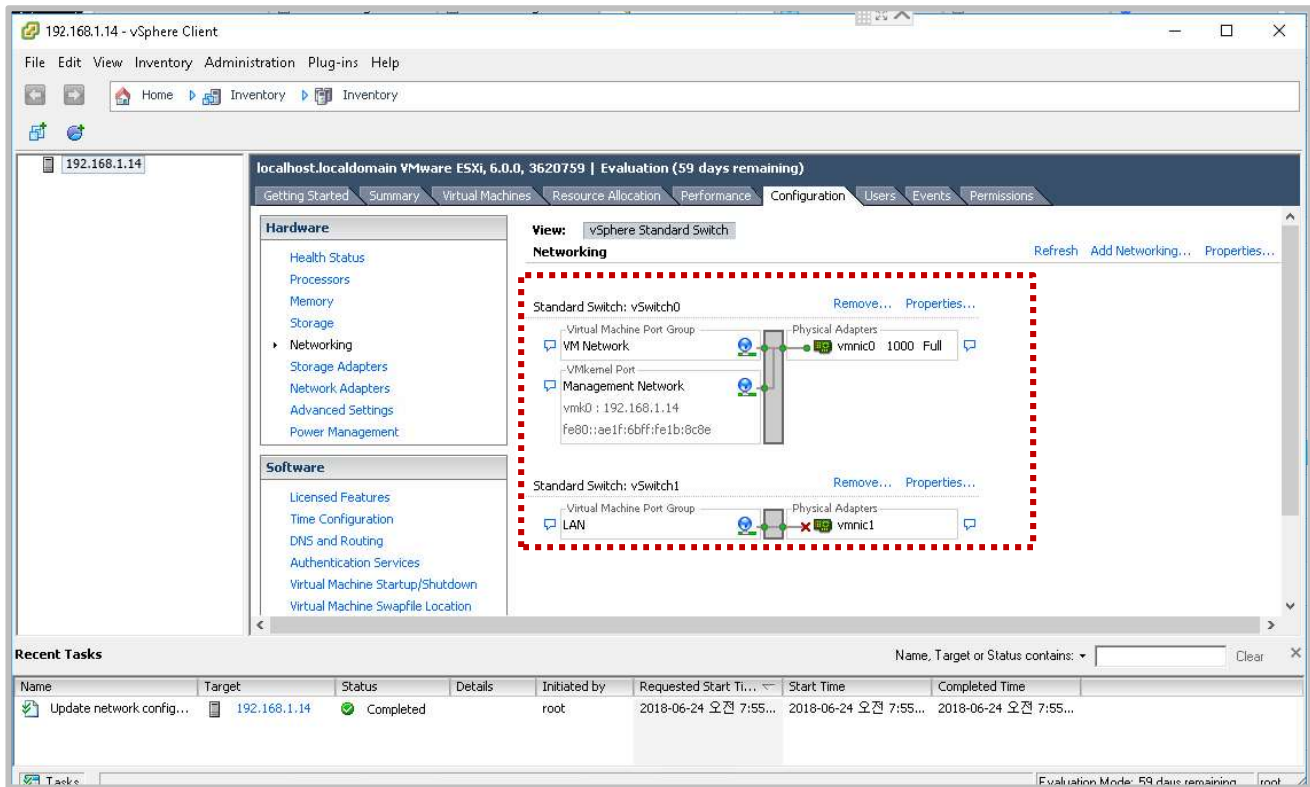 192.168.1.14 - vSphere Client
File Edit View Inventory Administration Plug-ins Help
Home Inventory Inventory
192.168.1.14
localhost.localdomain VMware ESXi, 6.0.0, 3620759 | Evaluation (59 days remaining)
Getting Started Summary Virtual Machines Resource Allocation Performance Configuration Users Events Permissions
Hardware
Health Status
Processors
Memory
Storage
Networking
Storage Adapters
Network Adapters
Advanced Settings
Power Management
Software
Licensed Features
Time Configuration
DNS and Routing
Authentication Services
Virtual Machine Startup/Shutdown
Virtual Machine Swapfile Location
View: vSphere Standard Switch
Networking
Refresh Add Networking... Properties...
Standard Switch: vSwitch0 Remove... Properties...
Virtual Machine Port Group Physical Adapters
VM Network vmnic0 1000 Full
VMkernel Port
Management Network
vmk0 : 192.168.1.14
fe80::ae1f:6bff:fe1b:8c8e
Standard Switch: vSwitch1 Remove... Properties...
Virtual Machine Port Group Physical Adapters
LAN vmnic1
Recent Tasks Name, Target or Status contains: Clear
Name Target Status Details Initiated by Requested Start Ti... Start Time Completed Time
Update network config... 192.168.1.14 Completed root 2018-06-24 오전 7:55... 2018-06-24 오전 7:55... 2018-06-24 오전 7:55...
Tasks Evaluation Mode: 59 days remaining root